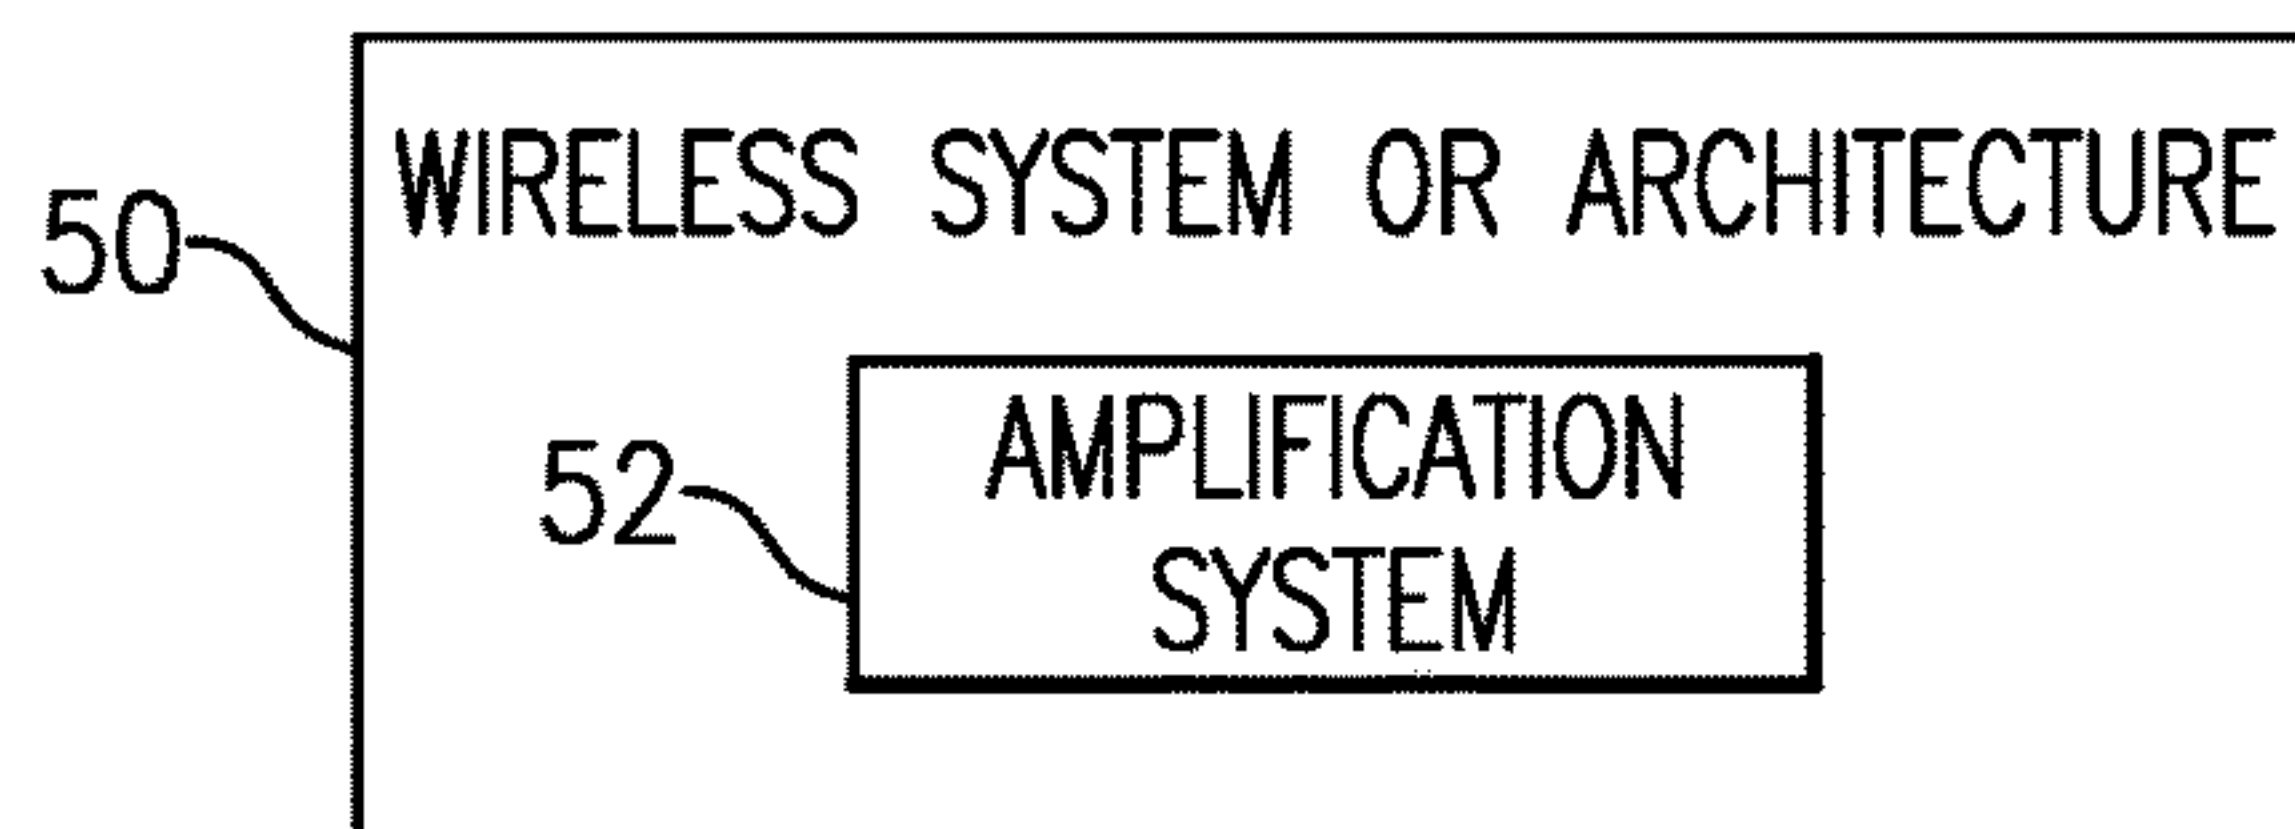 WIRELESS SYSTEM OR ARCHITECTURE
50
AMPLIFICATION
52
SYSTEM